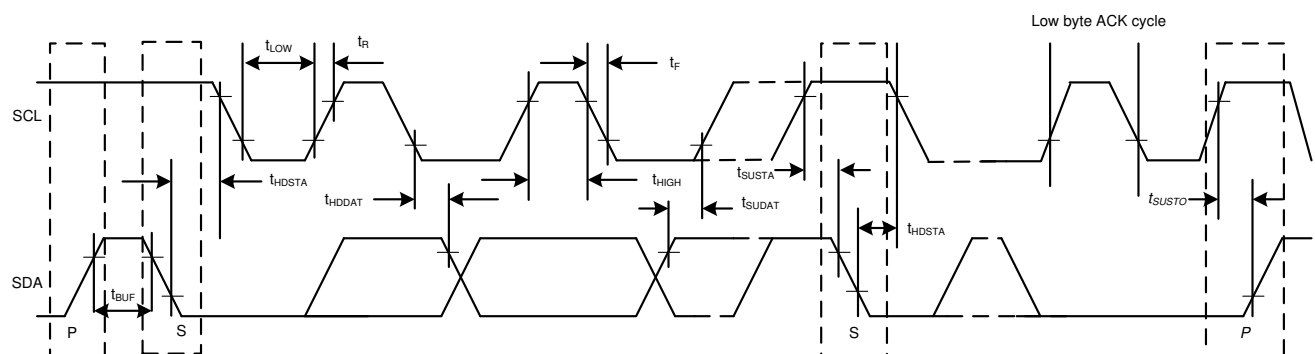 Low byte ACK cycle
tLOW
tR
tF
SCL
tHDSTA
tHDDAT
tHIGH
tSUDAT
tSUSTA
tSUSTO
tHDSTA
SDA
tBUF
P
S
S
P